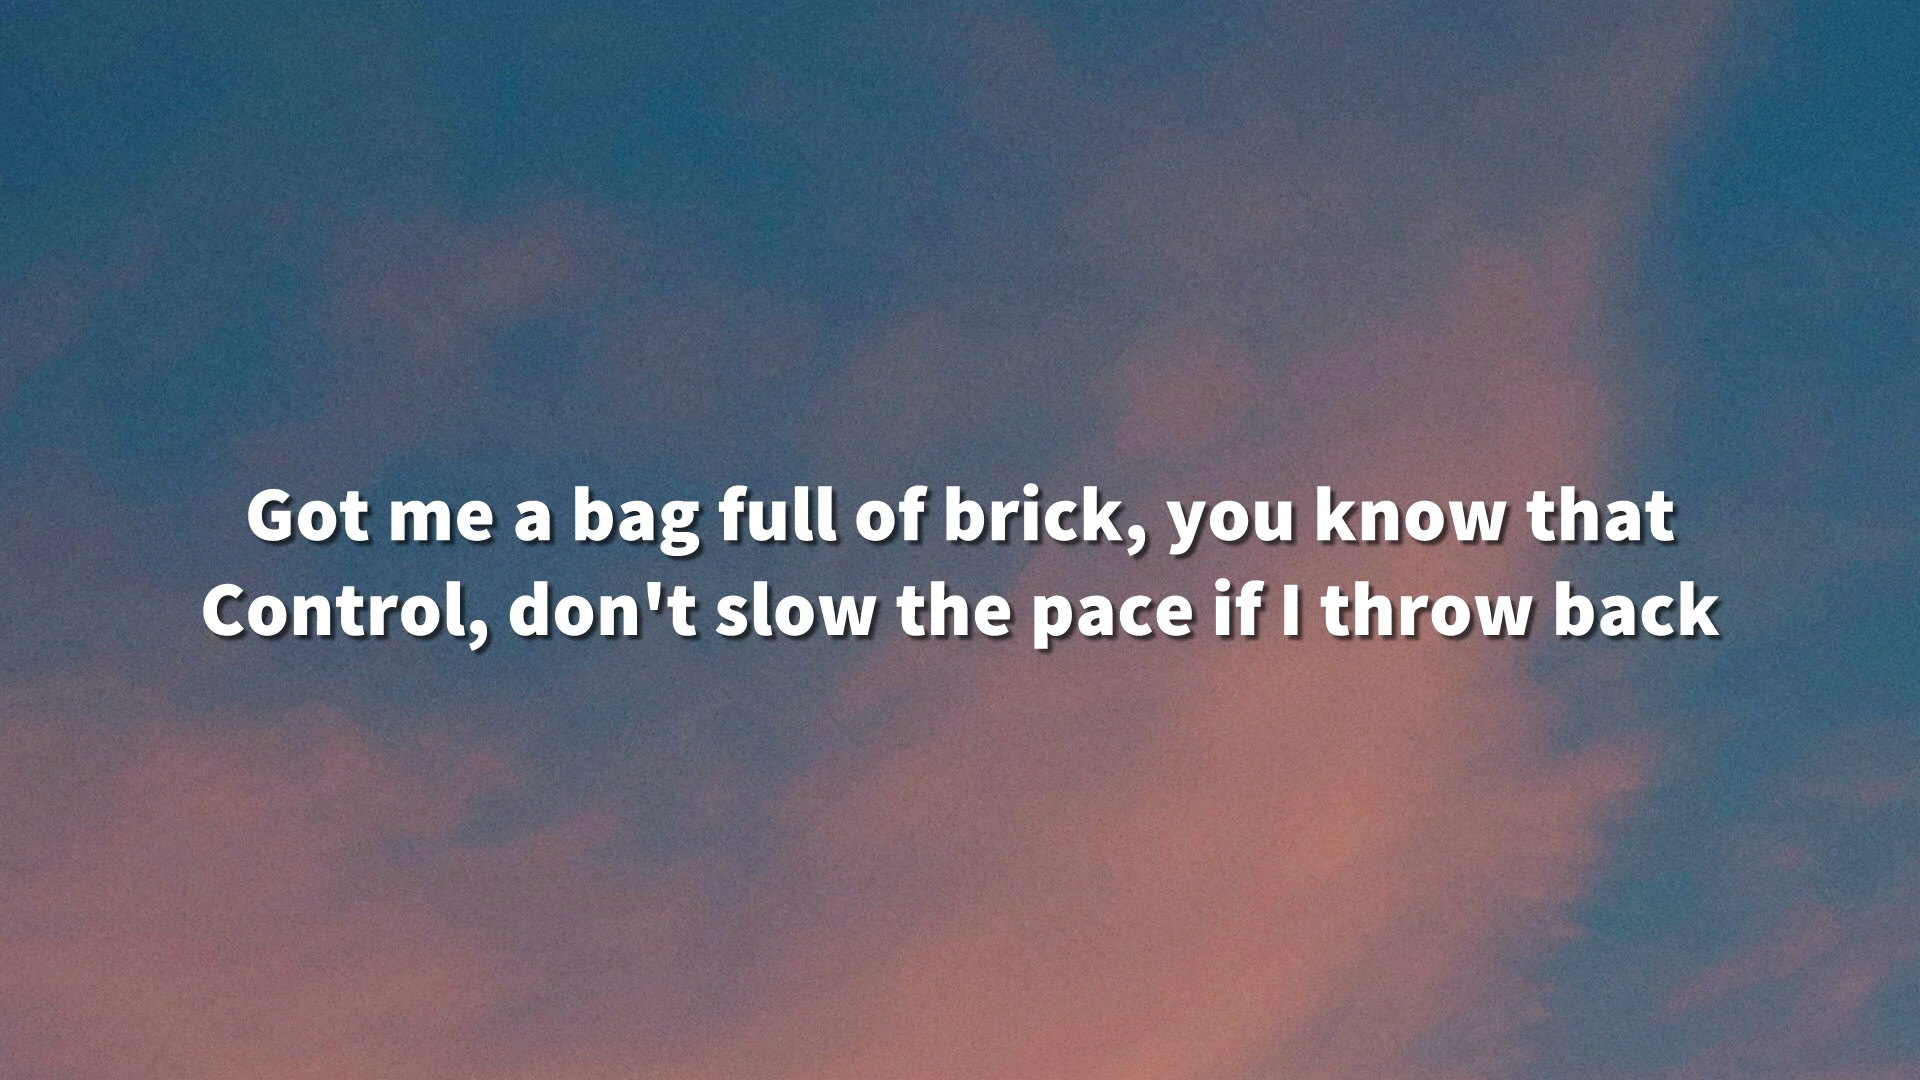 Got me a bag full of brick, you know that
Control, don't slow the pace if I throw back